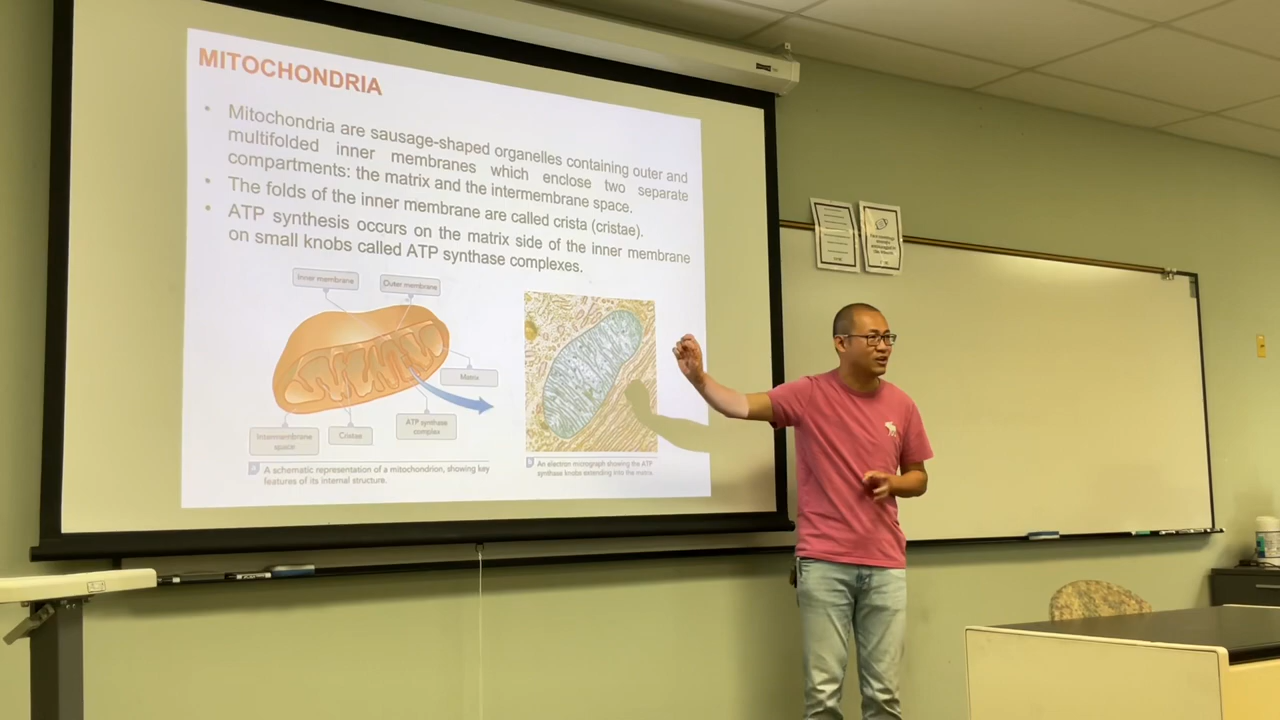 MITOCHONDRIA
• Mitochondria are sausage-shaped organelles containing outer and
multifolded inner membranes which enclose two separate
compartments: the matrix and the intermembrane space.
• The folds of the inner membrane are called crista (cristae).
• ATP synthesis occurs on the matrix side of the inner membrane
on small knobs called ATP synthase complexes.
Inner membrane
Outer membrane
Matrix
ATP synthase
complex
Intermembrane
space
Cristae
a A schematic representation of a mitochondrion, showing key
features of its internal structure.
b An electron micrograph showing the ATP
synthase knobs extending into the matrix.